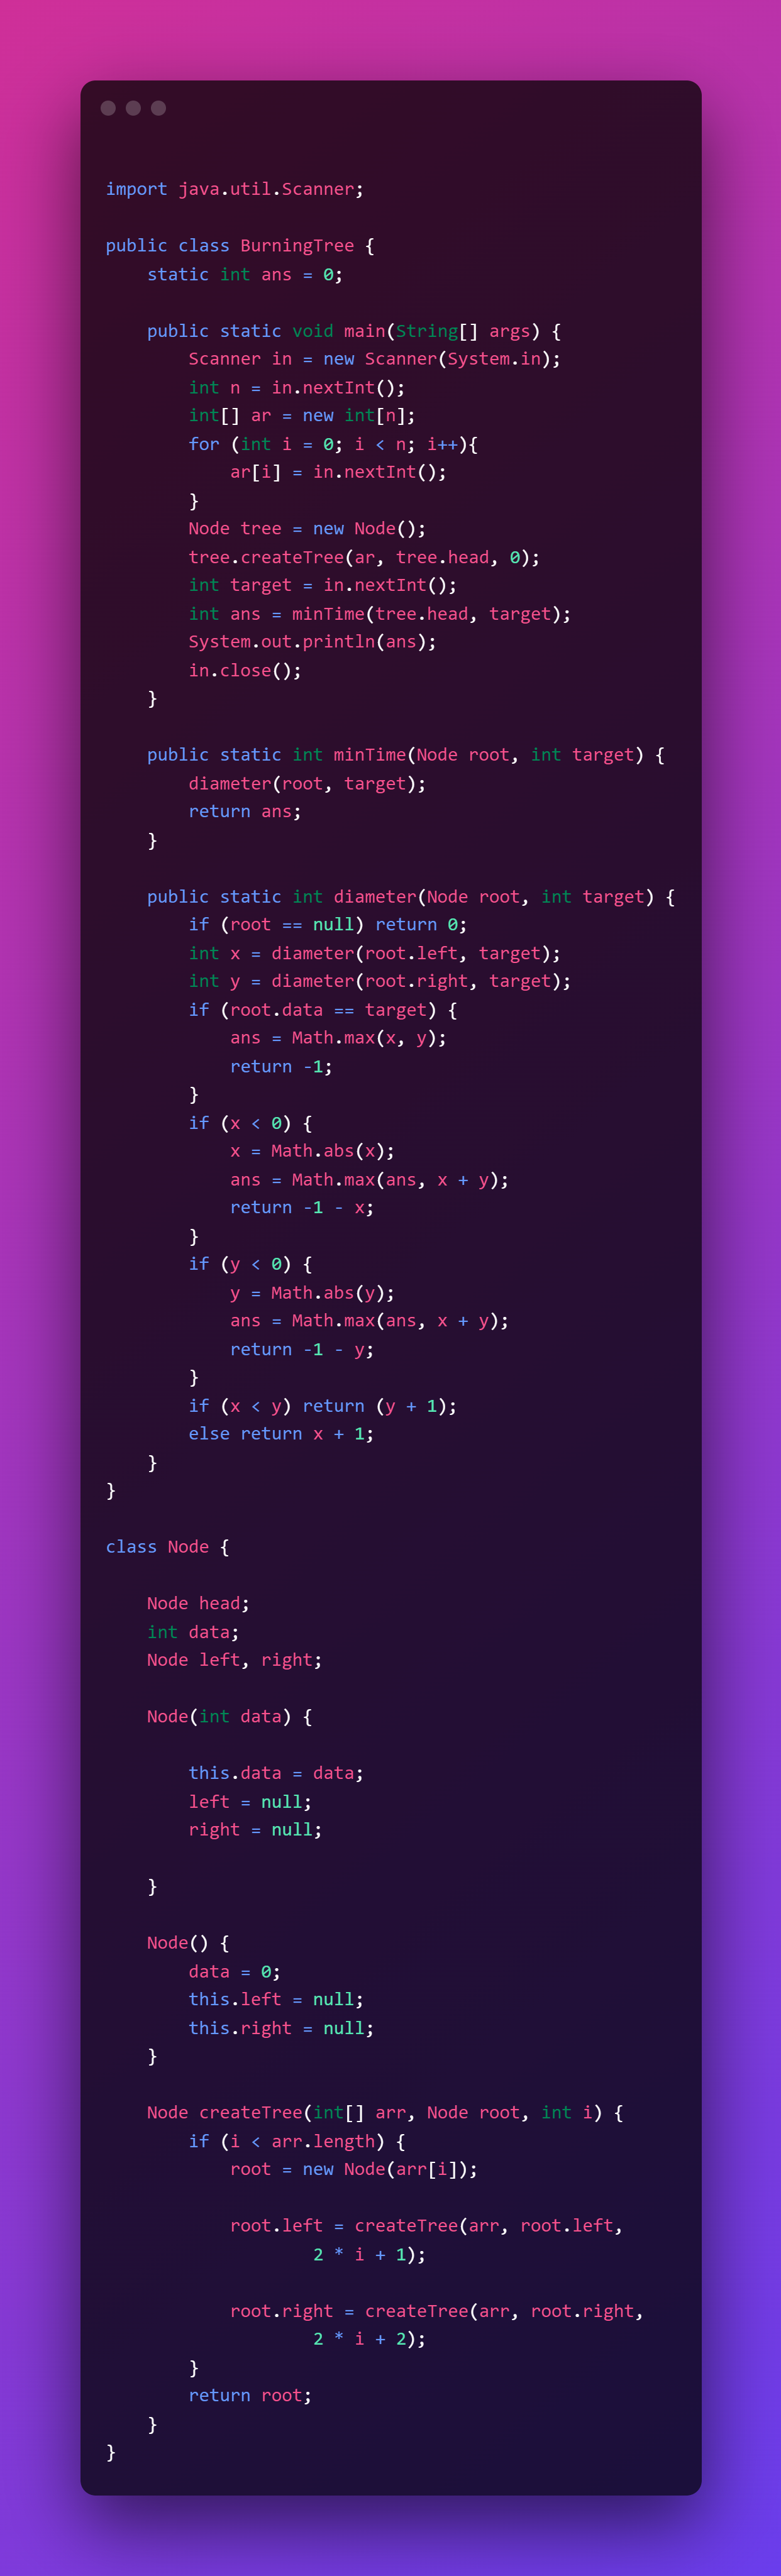 import java.util.Scanner;
public class BurningTree {
    static int ans = 0;
    public static void main(String[] args) {
        Scanner in = new Scanner(System.in);
        int n = in.nextInt();
        int[] ar = new int[n];
        for (int i = 0; i < n; i++){
            ar[i] = in.nextInt();
        }
        Node tree = new Node();
        tree.createTree(ar, tree.head, 0);
        int target = in.nextInt();
        int ans = minTime(tree.head, target);
        System.out.println(ans);
        in.close();
    }
    public static int minTime(Node root, int target) {
        diameter(root, target);
        return ans;
    }
    public static int diameter(Node root, int target) {
        if (root == null) return 0;
        int x = diameter(root.left, target);
        int y = diameter(root.right, target);
        if (root.data == target) {
            ans = Math.max(x, y);
            return -1;
        }
        if (x < 0) {
            x = Math.abs(x);
            ans = Math.max(ans, x + y);
            return -1 - x;
        }
        if (y < 0) {
            y = Math.abs(y);
            ans = Math.max(ans, x + y);
            return -1 - y;
        }
        if (x < y) return (y + 1);
        else return x + 1;
    }
}
class Node {
    Node head;
    int data;
    Node left, right;
    Node(int data) {
        this.data = data;
        left = null;
        right = null;
    }
    Node() {
        data = 0;
        this.left = null;
        this.right = null;
    }
    Node createTree(int[] arr, Node root, int i) {
        if (i < arr.length) {
            root = new Node(arr[i]);
            root.left = createTree(arr, root.left,
                    2 * i + 1);
            root.right = createTree(arr, root.right,
                    2 * i + 2);
        }
        return root;
    }
}